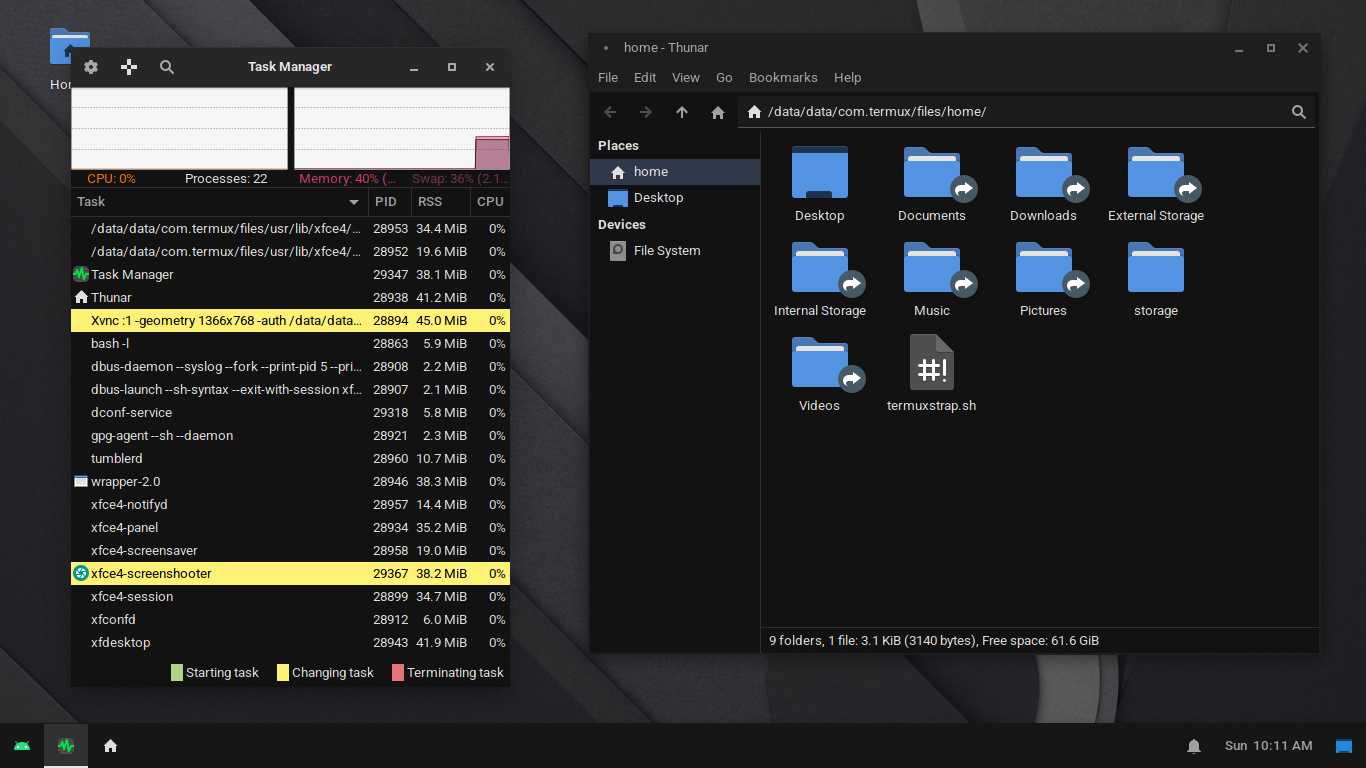 Hor
Task Manager
CPU: 0%
Processes: 22
Memory: 40% (...
Swap: 36% (2.1...
Task PID RSS CPU
/data/data/com.termux/files/usr/lib/xfce4/... 28953 34.4 MiB 0%
/data/data/com.termux/files/usr/lib/xfce4/... 28952 19.6 MiB 0%
Task Manager 29347 38.1 MiB 0%
Thunar 28938 41.2 MiB 0%
Xvnc :1 -geometry 1366x768 -auth /data/data... 28894 45.0 MiB 0%
bash -l 28863 5.9 MiB 0%
dbus-daemon --syslog --fork --print-pid 5 --pri... 28908 2.2 MiB 0%
dbus-launch --sh-syntax --exit-with-session xf... 28907 2.1 MiB 0%
dconf-service 29318 5.8 MiB 0%
gpg-agent --sh --daemon 28921 2.3 MiB 0%
tumblerd 28960 10.7 MiB 0%
wrapper-2.0 28946 38.3 MiB 0%
xfce4-notifyd 28957 14.4 MiB 0%
xfce4-panel 28934 35.2 MiB 0%
xfce4-screensaver 28958 19.0 MiB 0%
xfce4-screenshooter 29367 38.2 MiB 0%
xfce4-session 28899 34.7 MiB 0%
xfconfd 28912 6.0 MiB 0%
xfdesktop 28943 41.9 MiB 0%
Starting task Changing task Terminating task
home - Thunar
File Edit View Go Bookmarks Help
/data/data/com.termux/files/home/
Places
home
Desktop
Devices
File System
Desktop Documents Downloads External Storage
Internal Storage Music Pictures storage
#!
Videos termuxstrap.sh
9 folders, 1 file: 3.1 KiB (3140 bytes), Free space: 61.6 GiB
Sun 10:11 AM